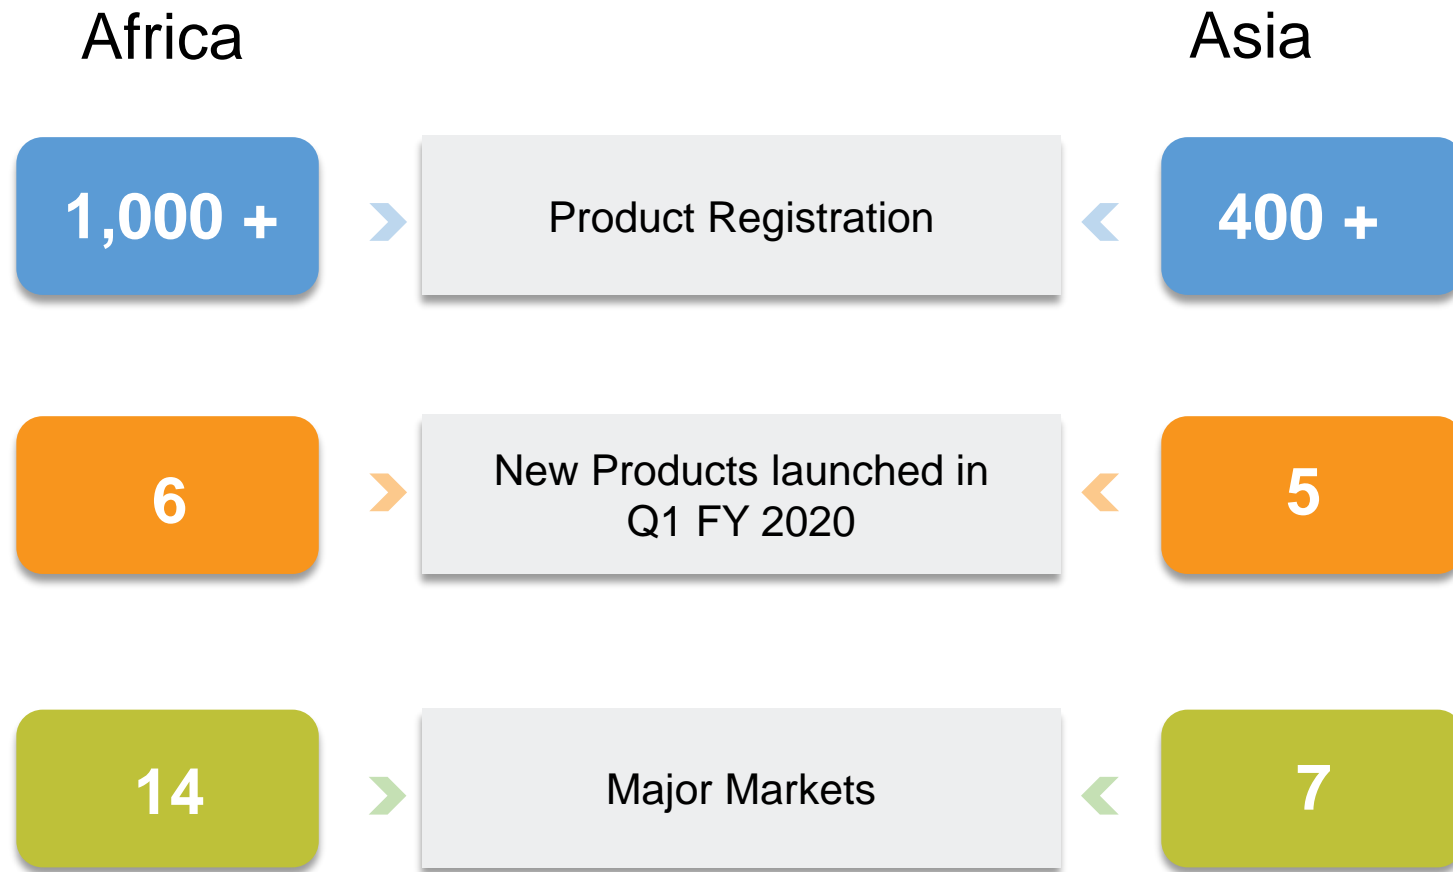 Africa
Asia
1,000 +
Product Registration
400 +
6
New Products launched in
Q1 FY 2020
5
14
Major Markets
7